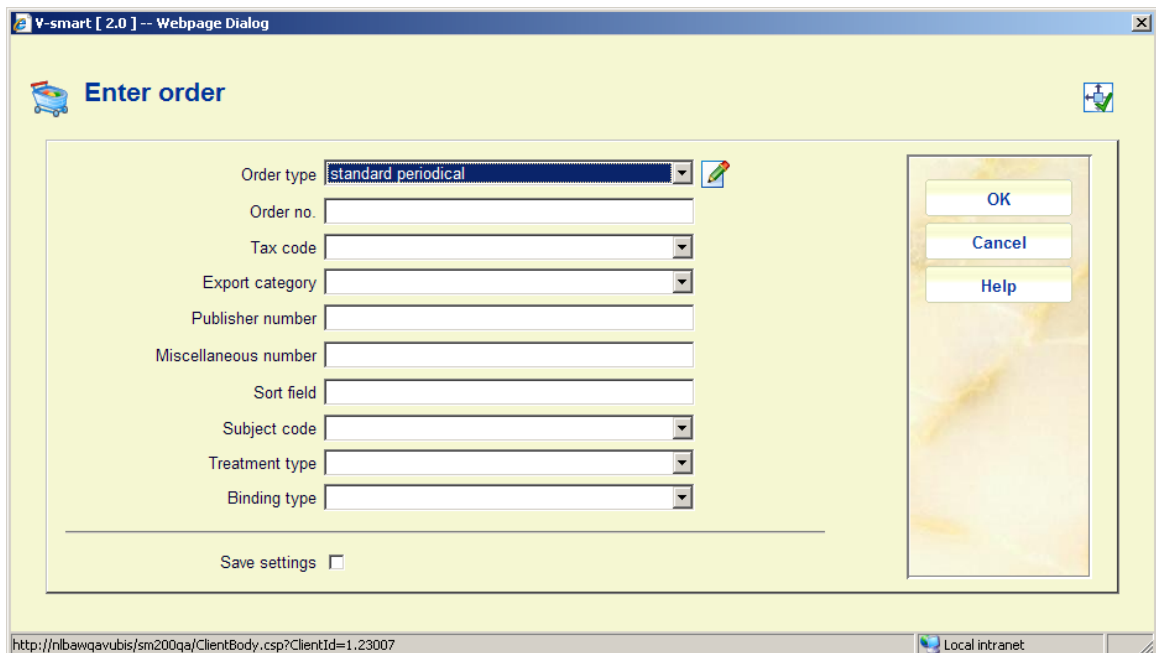 V-smart [ 2.0 ] -- Webpage Dialog
Enter order
Order type standard periodical
Order no.
Tax code
Export category
Publisher number
Miscellaneous number
Sort field
Subject code
Treatment type
Binding type
Save settings
OK
Cancel
Help
http://nlbawqavubis/sm200qa/ClientBody.csp?ClientId=1.23007
Local intranet